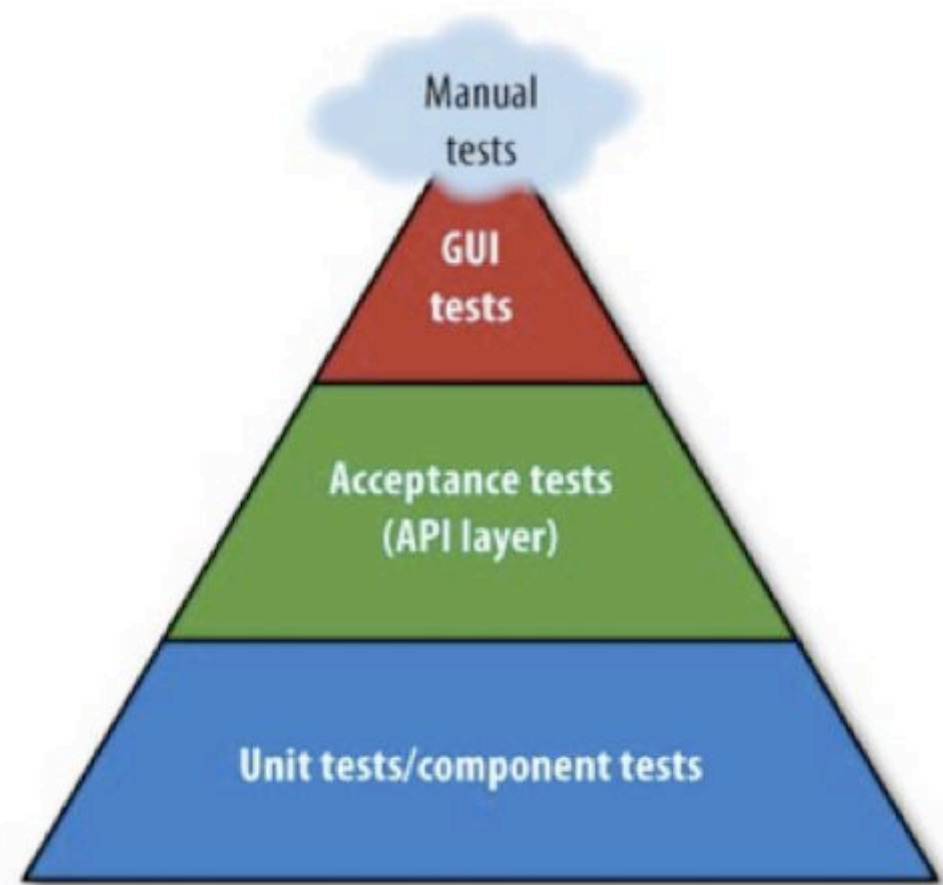 Manual
tests
GUI
tests
Acceptance tests
(API layer)
Unit tests/component tests